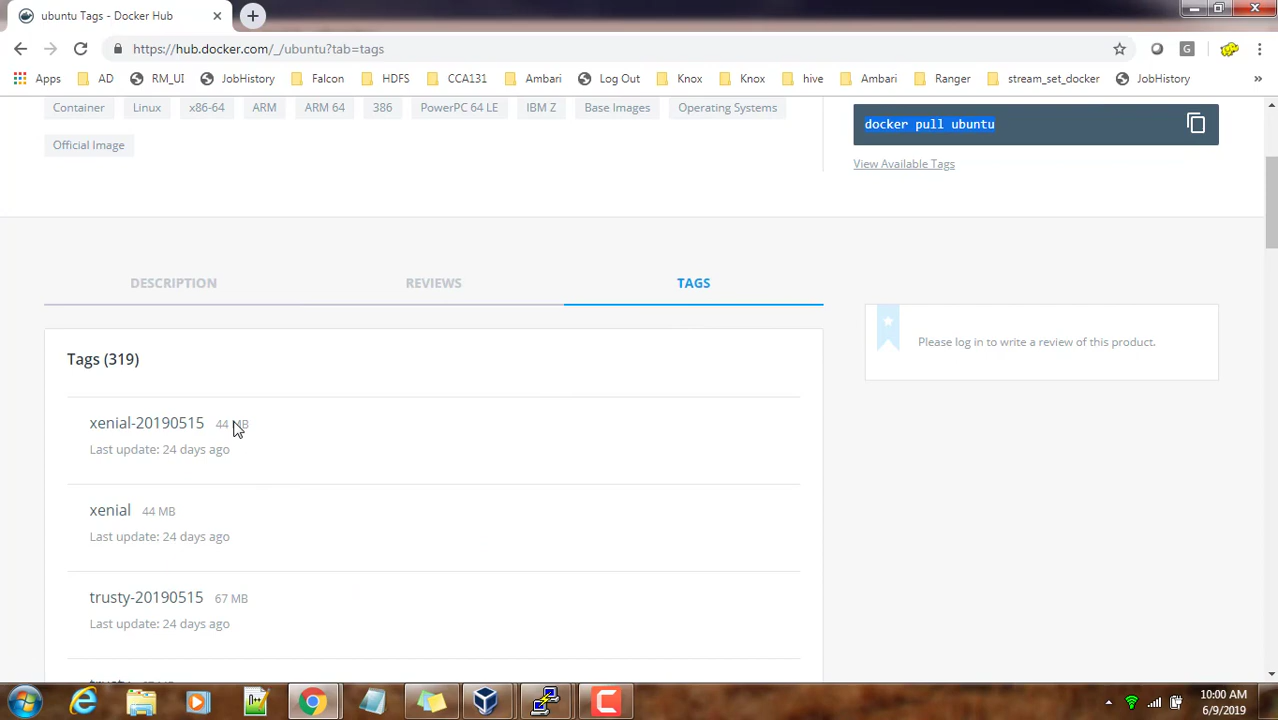 ubuntu Tags - Docker Hub
https://hub.docker.com/_/ubuntu?tab=tags
G
Apps AD RM_UI JobHistory Falcon HDFS CCA131 Ambari Log Out Knox Knox hive Ambari Ranger stream_set_docker JobHistory »
Container Linux x86-64 ARM ARM 64 386 PowerPC 64 LE IBM Z Base Images Operating Systems
Official Image
docker pull ubuntu
View Available Tags
DESCRIPTION REVIEWS TAGS
Please log in to write a review of this product.
Tags (319)
xenial-20190515 44 MB
Last update: 24 days ago
xenial 44 MB
Last update: 24 days ago
trusty-20190515 67 MB
Last update: 24 days ago
10:00 AM
6/9/2019